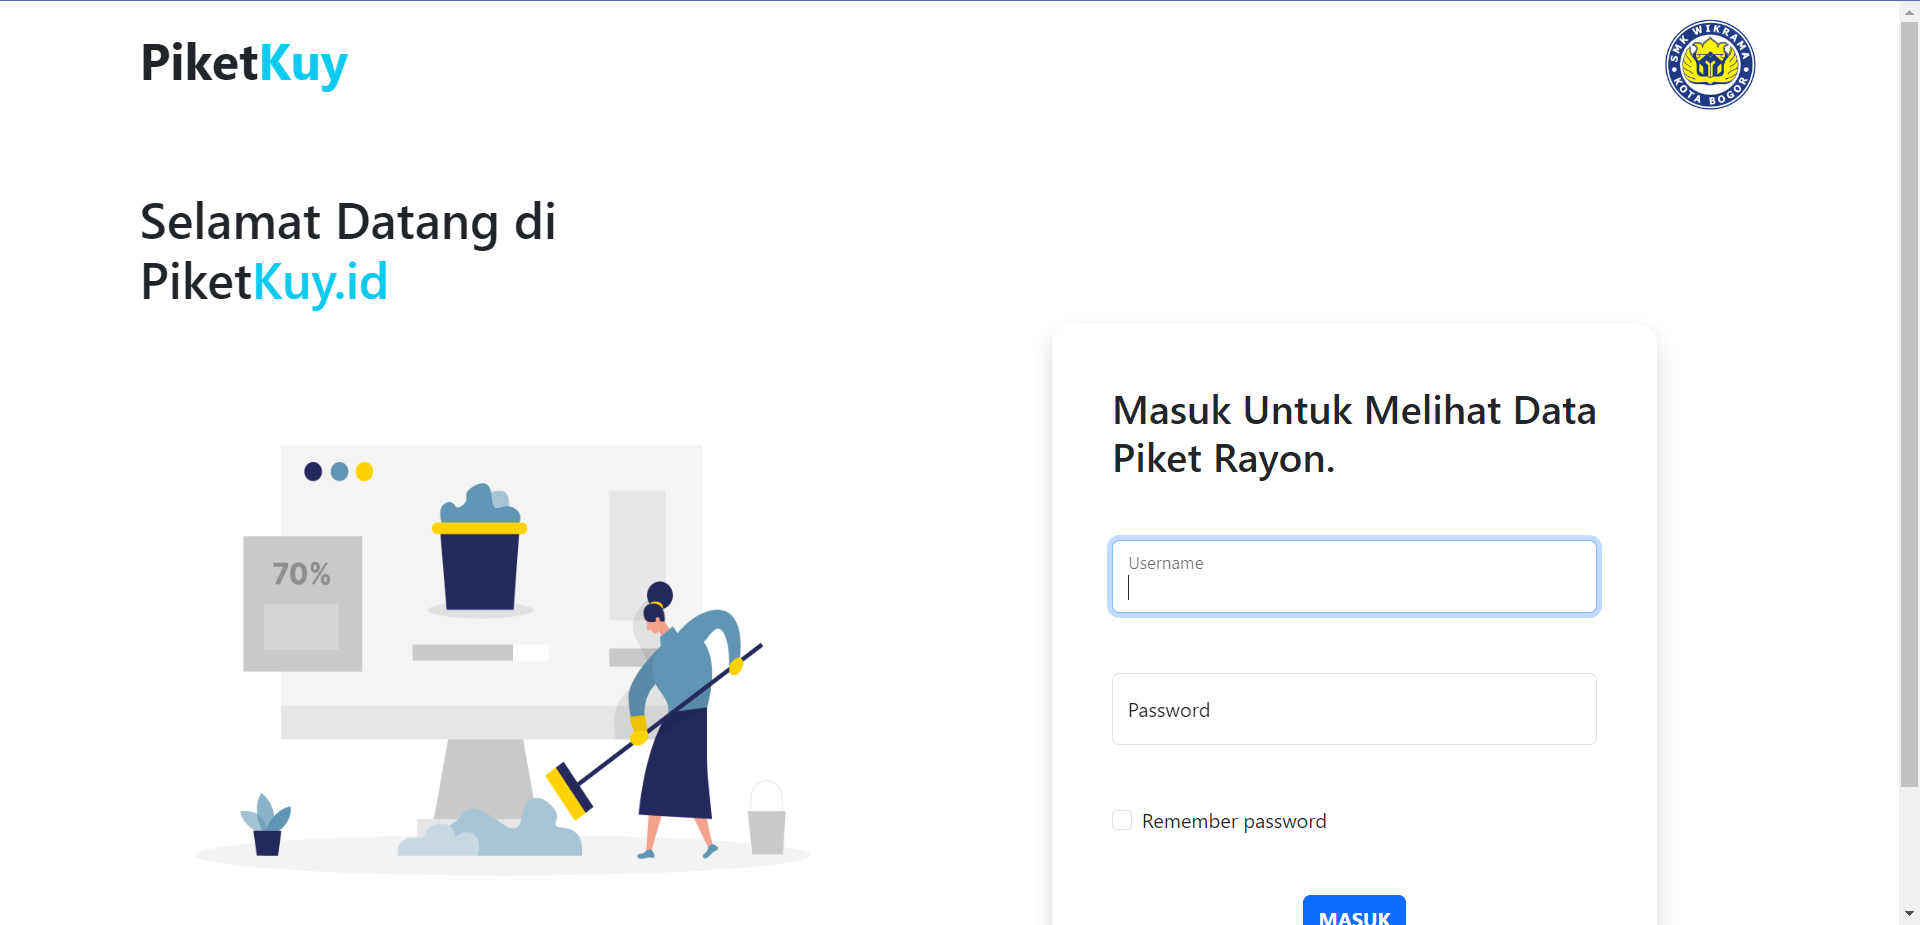 PiketKuy
SMK WIKRAMA
KOTA BOGOR
Selamat Datang di
PiketKuy.id
70%
Masuk Untuk Melihat Data
Piket Rayon.
Username
Password
Remember password
MASUK